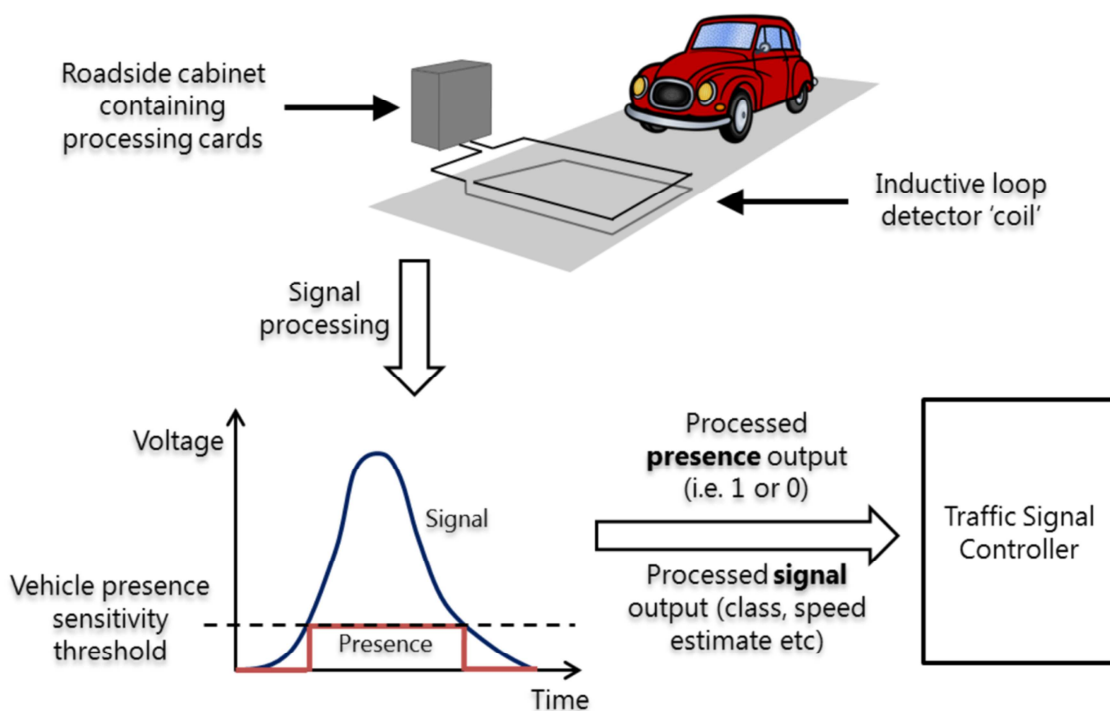 Roadside cabinet
containing
processing cards
Inductive loop
detector ‘coil’
Signal
processing
Voltage
Signal
Vehicle presence
sensitivity
threshold
Presence
Time
Processed
presence output
(i.e. 1 or 0)
Processed signal
output (class, speed
estimate etc)
Traffic Signal
Controller